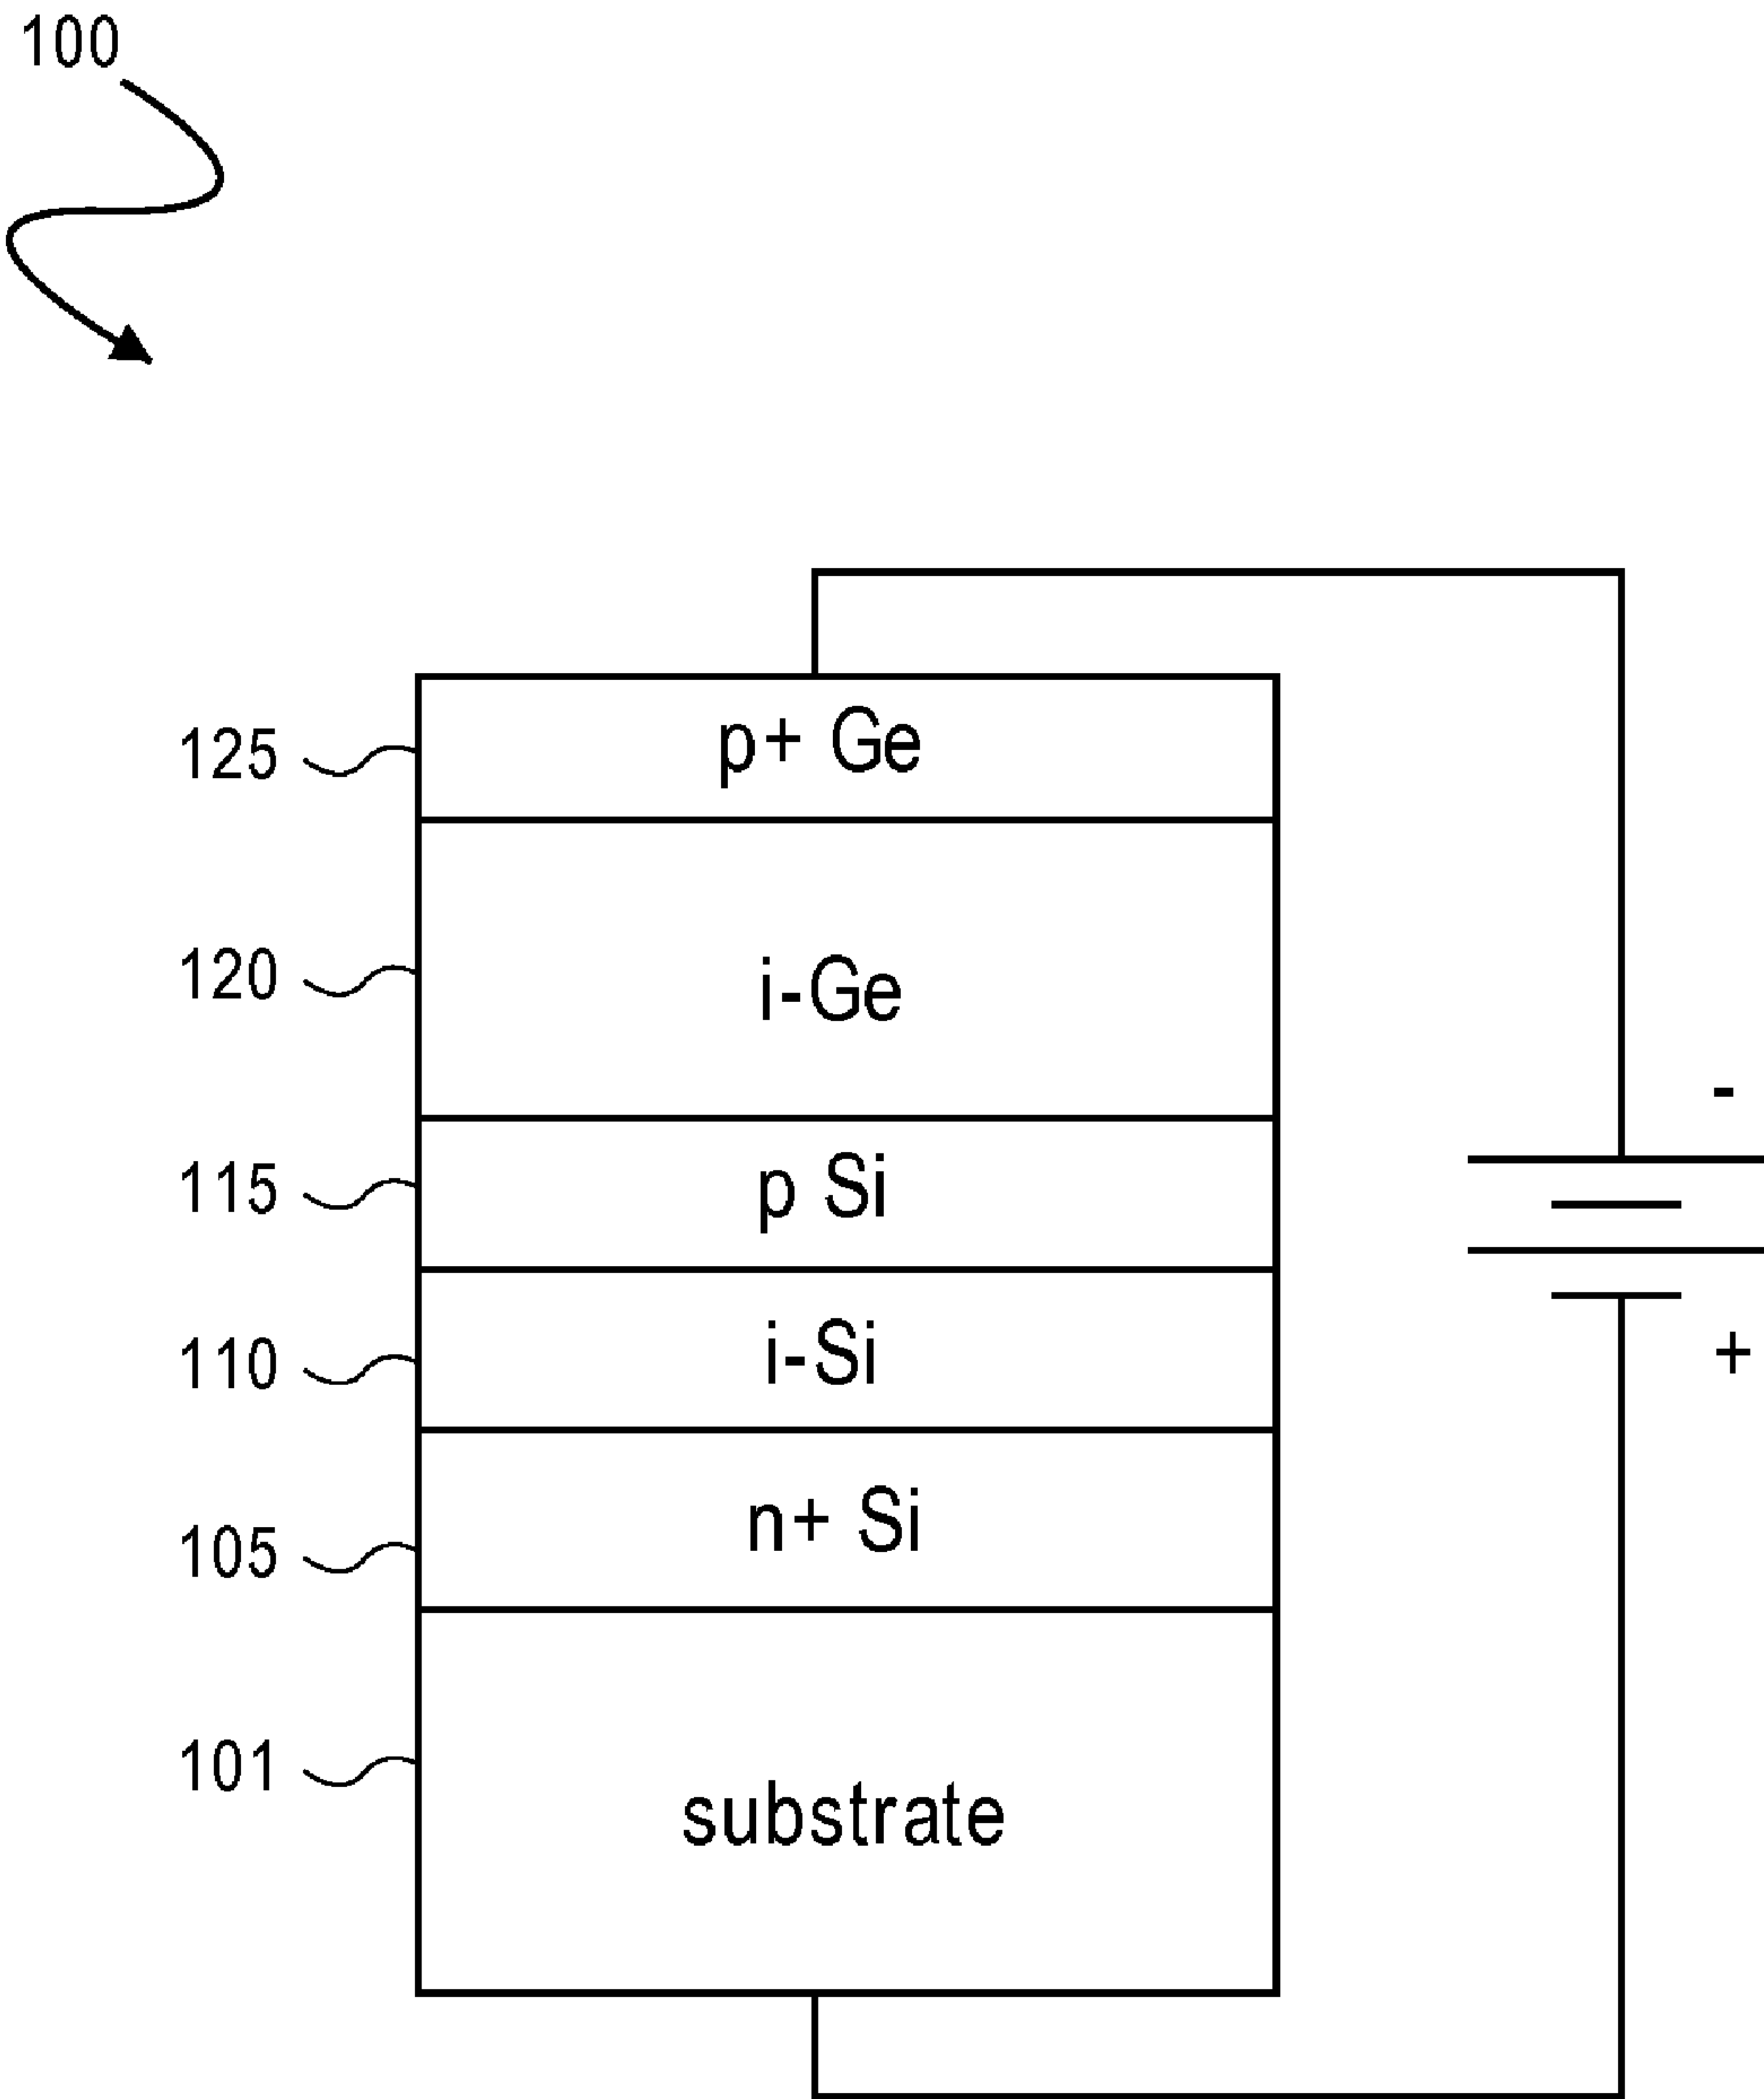 100
125 p+ Ge
120 i-Ge
-
115 p Si
110 i-Si
+
105 n+ Si
101 substrate